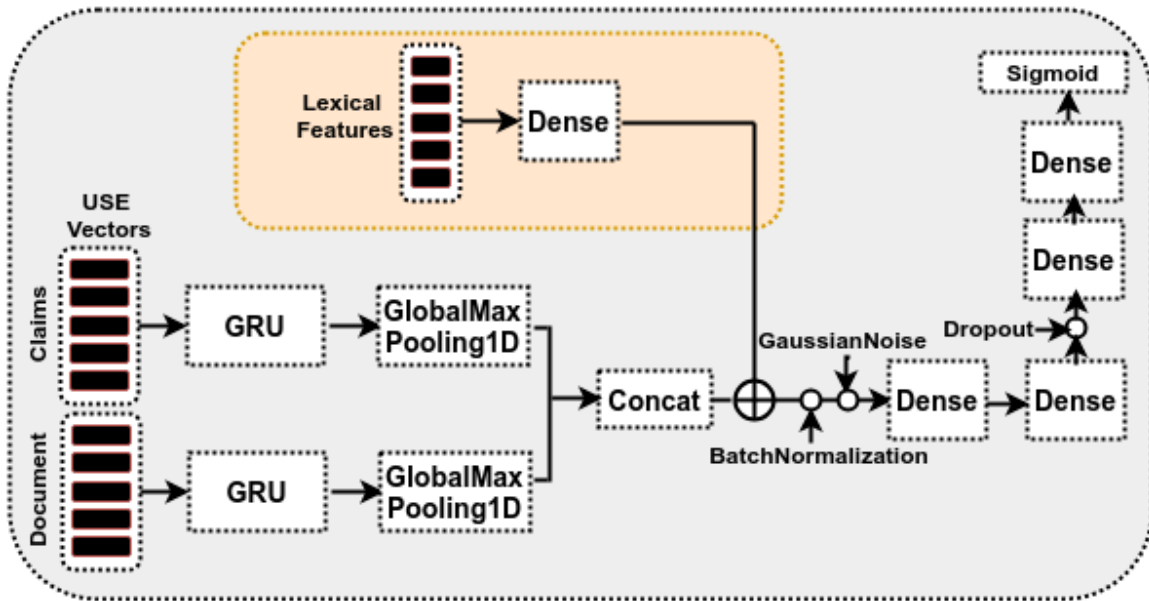 Lexical
Features
Dense
Sigmoid
Dense
Dense
USE
Vectors
Claims
GRU
GlobalMax
Pooling1D
Dropout
GaussianNoise
Concat
Dense
Dense
BatchNormalization
Document
GRU
GlobalMax
Pooling1D